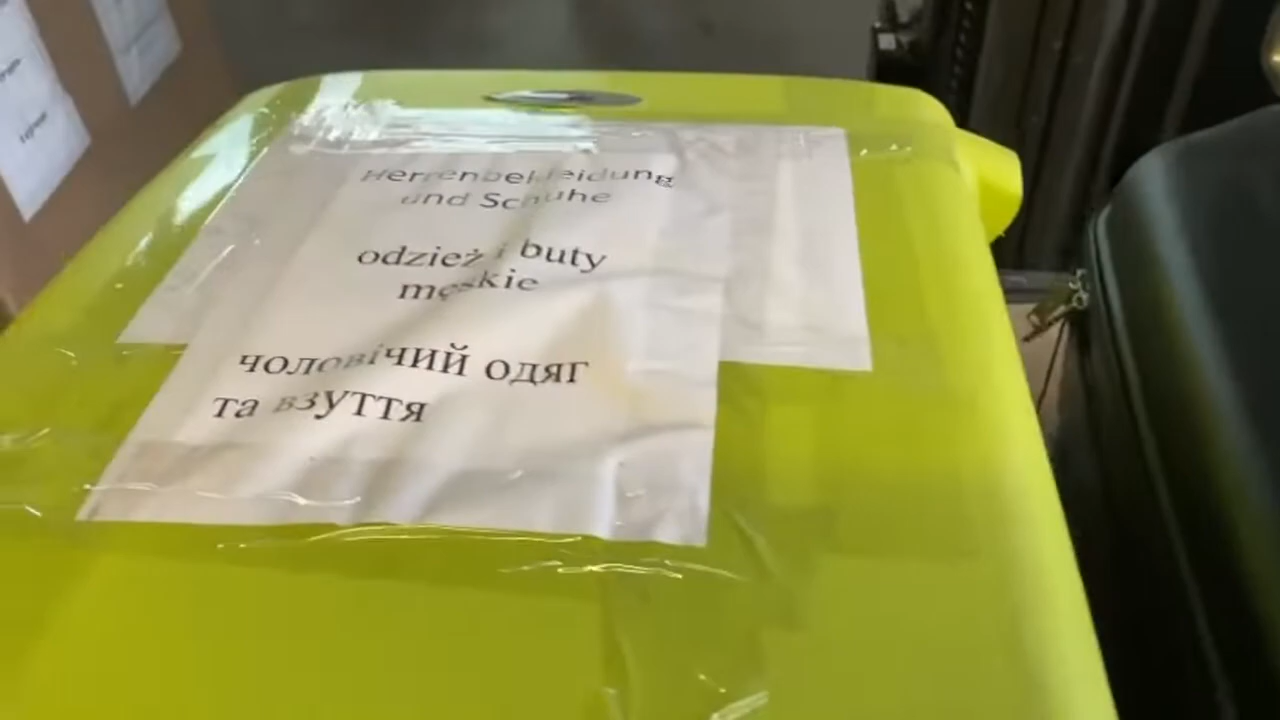 Herrenbekleidung
und Schuhe
odzież i buty
męskie
чоловічий одяг
та взуття